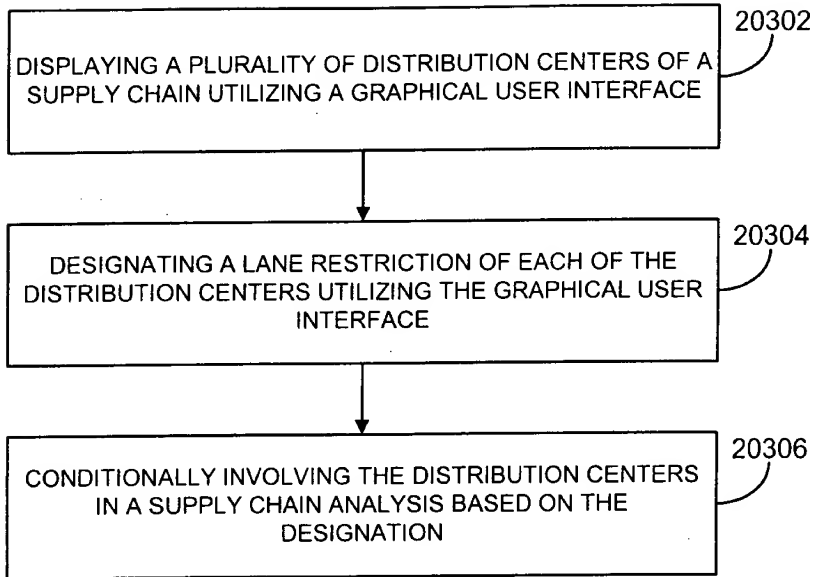 20302
DISPLAYING A PLURALITY OF DISTRIBUTION CENTERS OF A
SUPPLY CHAIN UTILIZING A GRAPHICAL USER INTERFACE
20304
DESIGNATING A LANE RESTRICTION OF EACH OF THE
DISTRIBUTION CENTERS UTILIZING THE GRAPHICAL USER
INTERFACE
20306
CONDITIONALLY INVOLVING THE DISTRIBUTION CENTERS
IN A SUPPLY CHAIN ANALYSIS BASED ON THE
DESIGNATION